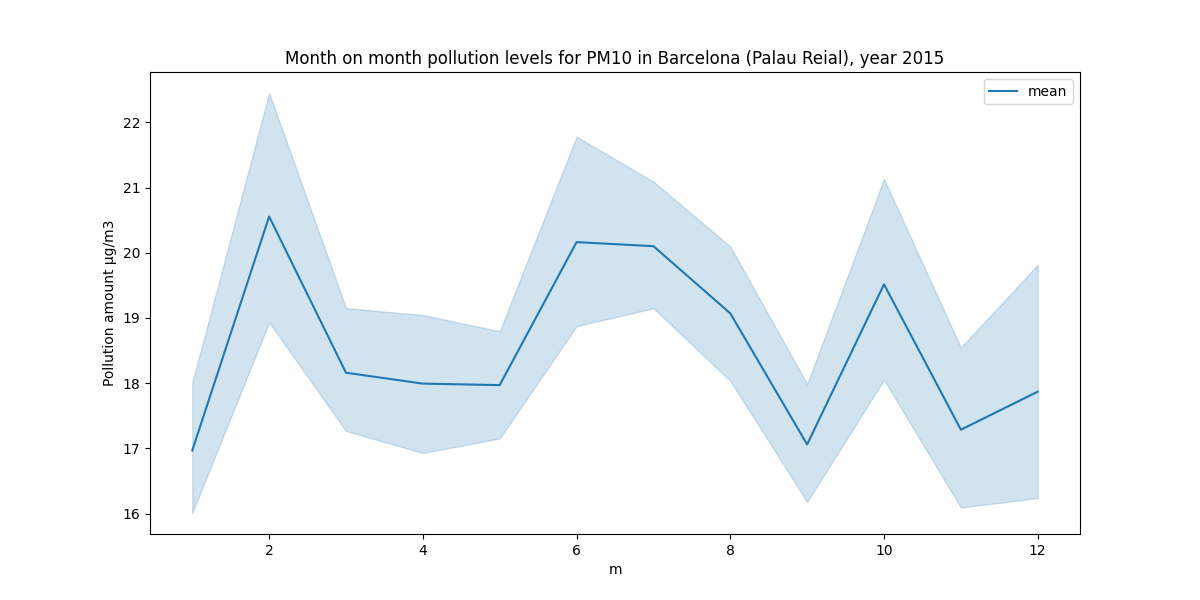 Month on month pollution levels for PM10 in Barcelona (Palau Reial), year 2015
mean
Pollution amount µg/m3
22
21
20
19
18
17
16
2 4 6 8 10 12
m